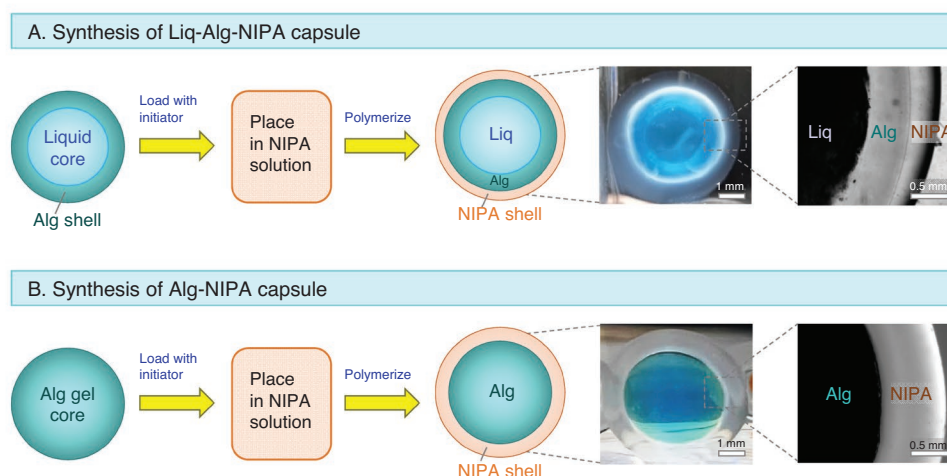 A. Synthesis of Liq-Alg-NIPA capsule
Liquid
core
Alg shell
Load with
initiator
Place
in NIPA
solution
Polymerize
Liq
Alg
NIPA shell
1 mm
Liq
Alg
NIPA
0.5 mm
B. Synthesis of Alg-NIPA capsule
Alg gel
core
Load with
initiator
Place
in NIPA
solution
Polymerize
Alg
NIPA shell
1 mm
Alg
NIPA
0.5 mm